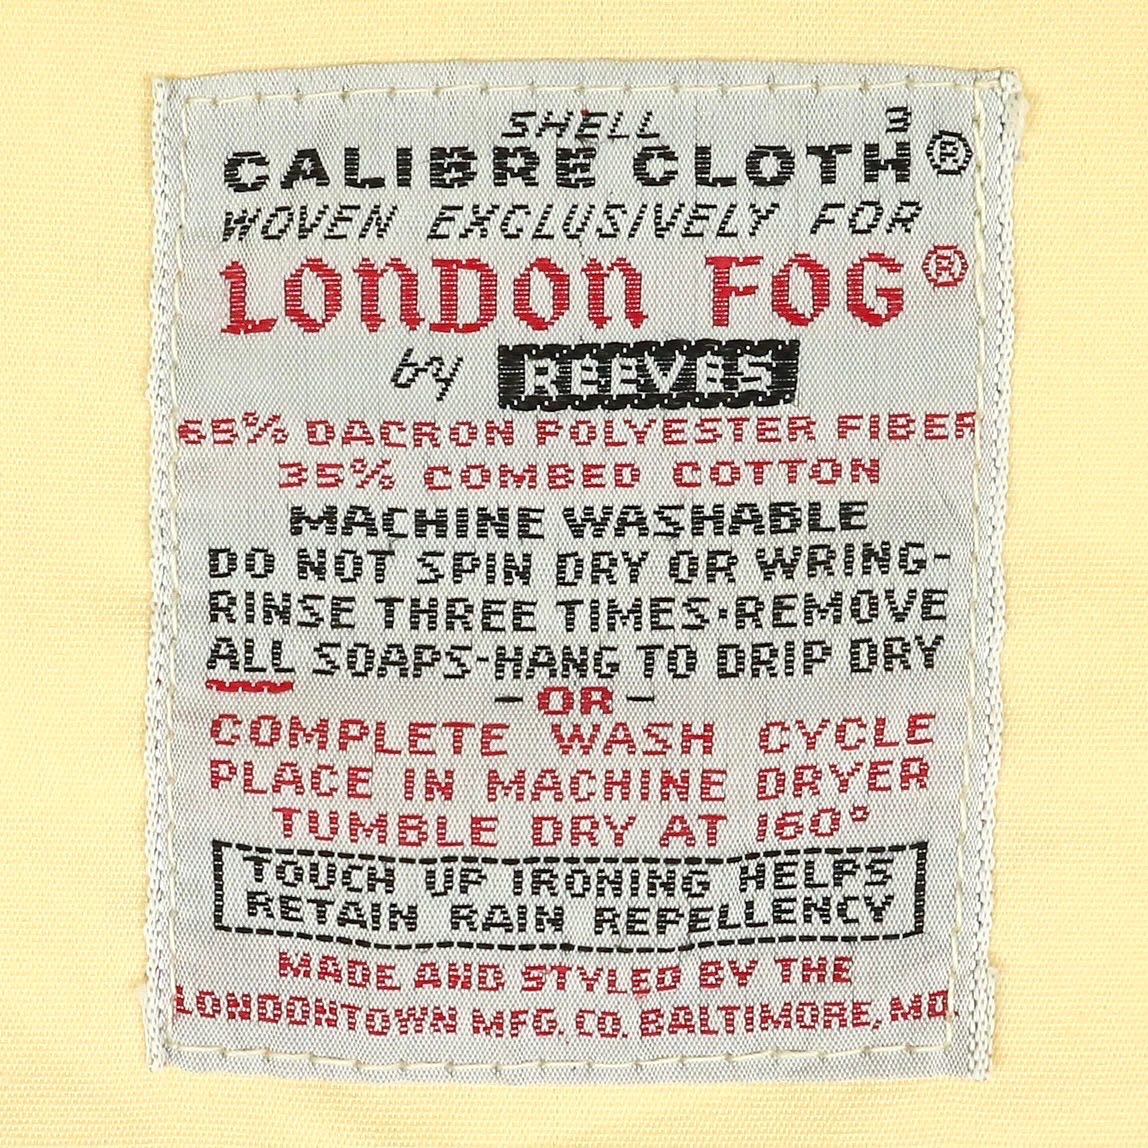 SHELL
CALIBRE CLOTH³®
WOVEN EXCLUSIVELY FOR
LONDON FOG®
by REEVES
65% DACRON POLYESTER FIBER
35% COMBED COTTON
MACHINE WASHABLE
DO NOT SPIN DRY OR WRING-
RINSE THREE TIMES·REMOVE
ALL SOAPS-HANG TO DRIP DRY
- OR -
COMPLETE WASH CYCLE
PLACE IN MACHINE DRYER
TUMBLE DRY AT 160°
TOUCH UP IRONING HELPS
RETAIN RAIN REPELLENCY
MADE AND STYLED BY THE
LONDONTOWN MFG. CO. BALTIMORE, MD.